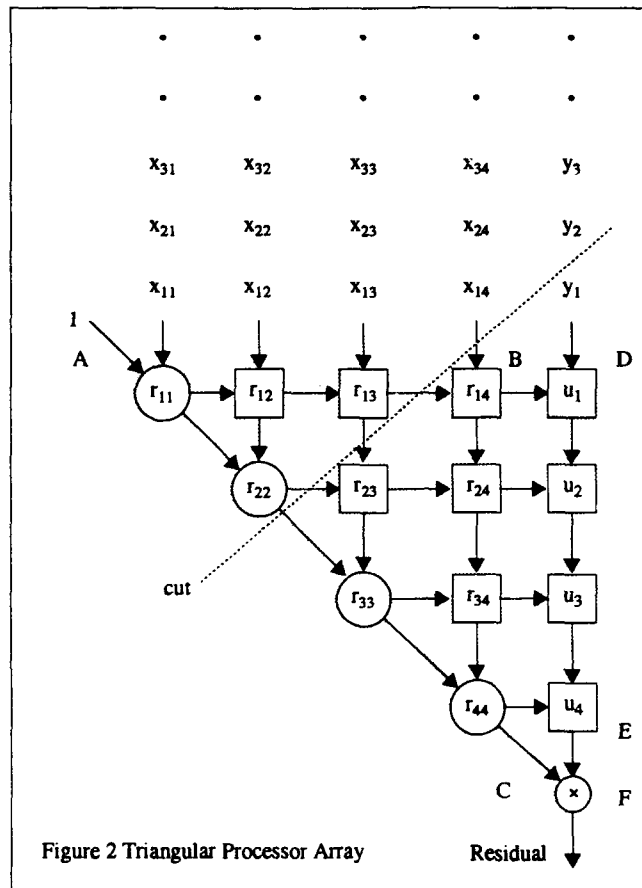 x31 x32 x33 x34 y3
x21 x22 x23 x24 y2
x11 x12 x13 x14 y1
1
A B D
r11 r12 r13 r14 u1
r22 r23 r24 u2
cut
r33 r34 u3
r44 u4
E
C × F
Figure 2 Triangular Processor Array Residual